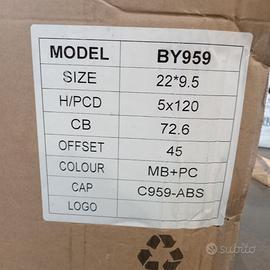 MODEL BY959
SIZE 22*9.5
H/PCD 5x120
CB 72.6
OFFSET 45
COLOUR MB+PC
CAP C959-ABS
LOGO
subito